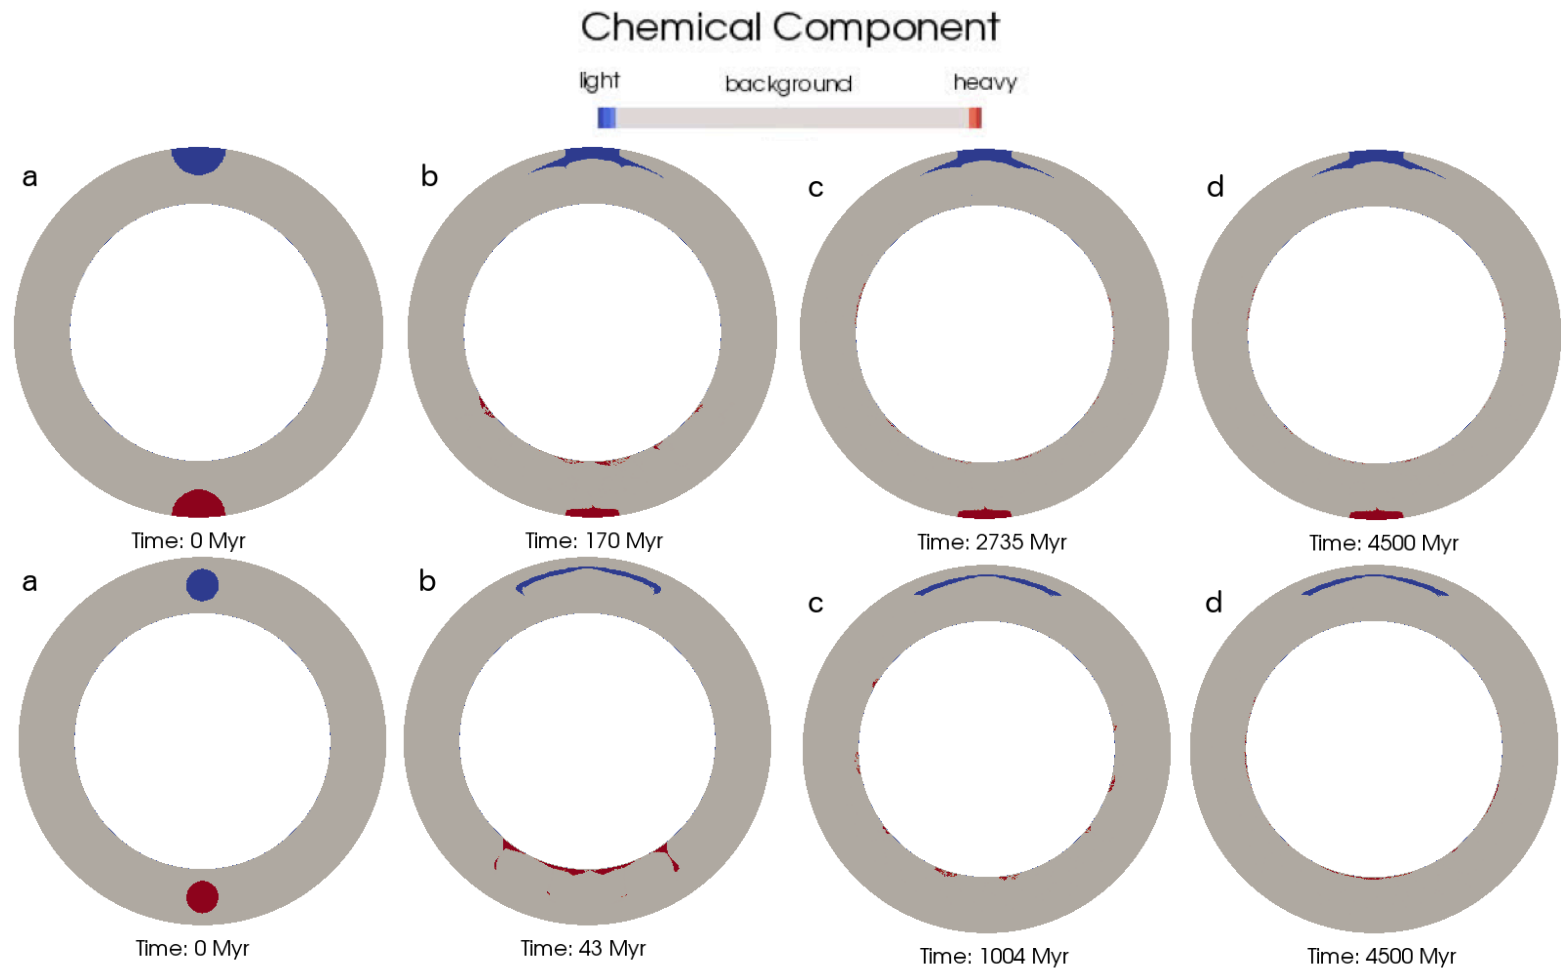 Chemical Component
light background heavy
a b c d
Time: 0 Myr Time: 170 Myr Time: 2735 Myr Time: 4500 Myr
a b c d
Time: 0 Myr Time: 43 Myr Time: 1004 Myr Time: 4500 Myr